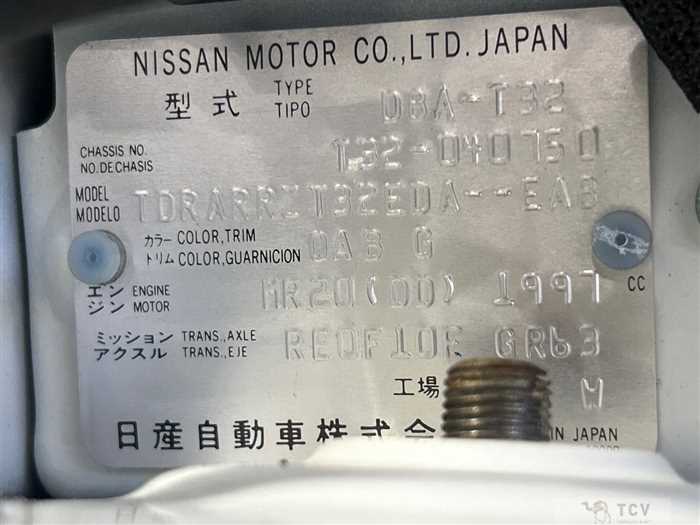 NISSAN MOTOR CO.,LTD. JAPAN
型式 TYPE TIPO DBA-T32
CHASSIS NO. NO.DE CHASIS T32-040750
MODEL MODELO TDRARRZT32EDA--EAB
カラー COLOR,TRIM トリム COLOR,GUARNICION QAB G
エンジン ENGINE MOTOR MR20(DD) 1997 CC
ミッション TRANS.,AXLE アクスル TRANS.,EJE RE0F10F GR63
工場 W
日産自動車株式会 IN JAPAN
TCV